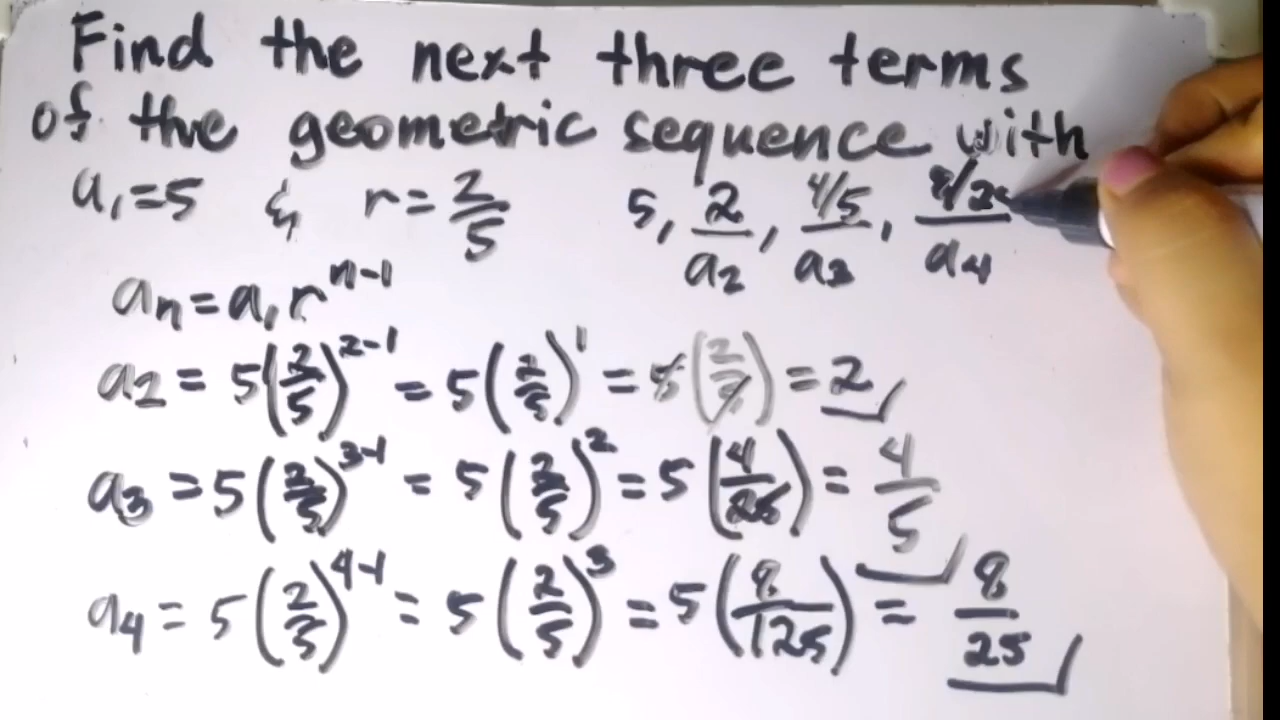 Find the next three terms
of the geometric sequence with
a₁=5 & r=2/5 5, 2, 4/5, 8/25
a₂ a₃ a₄
aₙ=a₁rⁿ⁻¹
a₂ = 5(2/5)²⁻¹ = 5(2/5)¹ = 5(2/5) = 2
a₃ = 5(2/5)³⁻¹ = 5(2/5)² = 5(4/25) = 4/5
a₄ = 5(2/5)⁴⁻¹ = 5(2/5)³ = 5(8/125) = 8/25